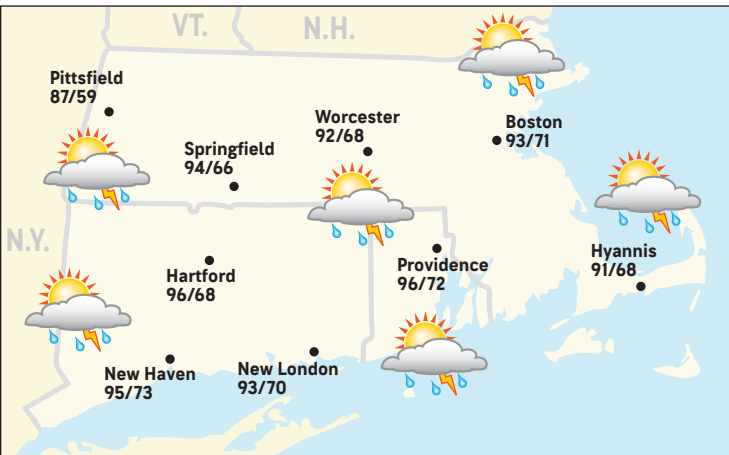 VT.
N.H.
Pittsfield
87/59
Worcester
92/68
Boston
93/71
Springfield
94/66
N.Y.
Hartford
96/68
Providence
96/72
Hyannis
91/68
New Haven
95/73
New London
93/70